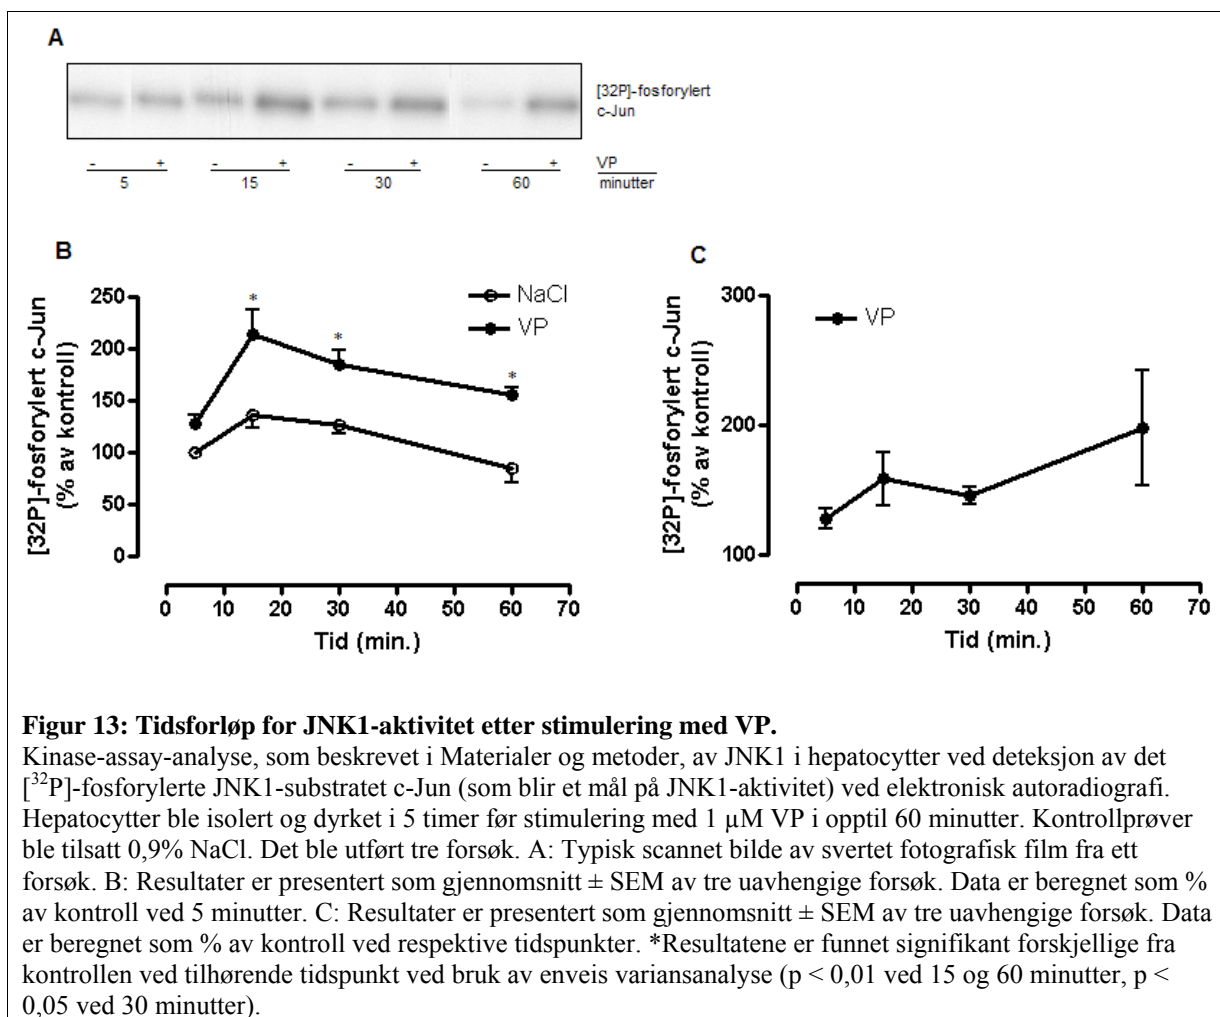 A
[32P]-fosforylert
c-Jun
- + - + - + - + VP
5 15 30 60 minutter
B
[32P]-fosforylert c-Jun
(% av kontroll)
250
200
150
100
50
0
* * *
NaCl
VP
0 10 20 30 40 50 60 70
Tid (min.)
C
[32P]-fosforylert c-Jun
(% av kontroll)
300
200
100
VP
0 10 20 30 40 50 60 70
Tid (min.)
Figur 13: Tidsforløp for JNK1-aktivitet etter stimulering med VP.
Kinase-assay-analyse, som beskrevet i Materialer og metoder, av JNK1 i hepatocytter ved deteksjon av det
[³²P]-fosforylerte JNK1-substratet c-Jun (som blir et mål på JNK1-aktivitet) ved elektronisk autoradiografi.
Hepatocytter ble isolert og dyrket i 5 timer før stimulering med 1 µM VP i opptil 60 minutter. Kontrollprøver
ble tilsatt 0,9% NaCl. Det ble utført tre forsøk. A: Typisk scannet bilde av svertet fotografisk film fra ett
forsøk. B: Resultater er presentert som gjennomsnitt ± SEM av tre uavhengige forsøk. Data er beregnet som %
av kontroll ved 5 minutter. C: Resultater er presentert som gjennomsnitt ± SEM av tre uavhengige forsøk. Data
er beregnet som % av kontroll ved respektive tidspunkter. *Resultatene er funnet signifikant forskjellige fra
kontrollen ved tilhørende tidspunkt ved bruk av enveis variansanalyse (p < 0,01 ved 15 og 60 minutter, p <
0,05 ved 30 minutter).